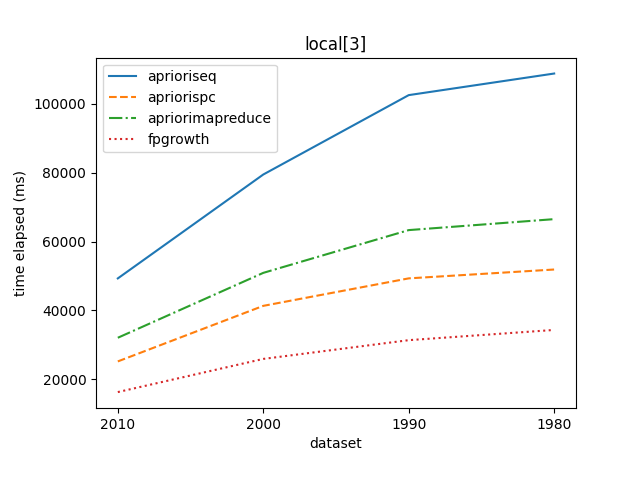 local[3]
aprioriseq
apriorispc
apriorimapreduce
fpgrowth
100000
80000
60000
40000
20000
time elapsed (ms)
2010 2000 1990 1980
dataset